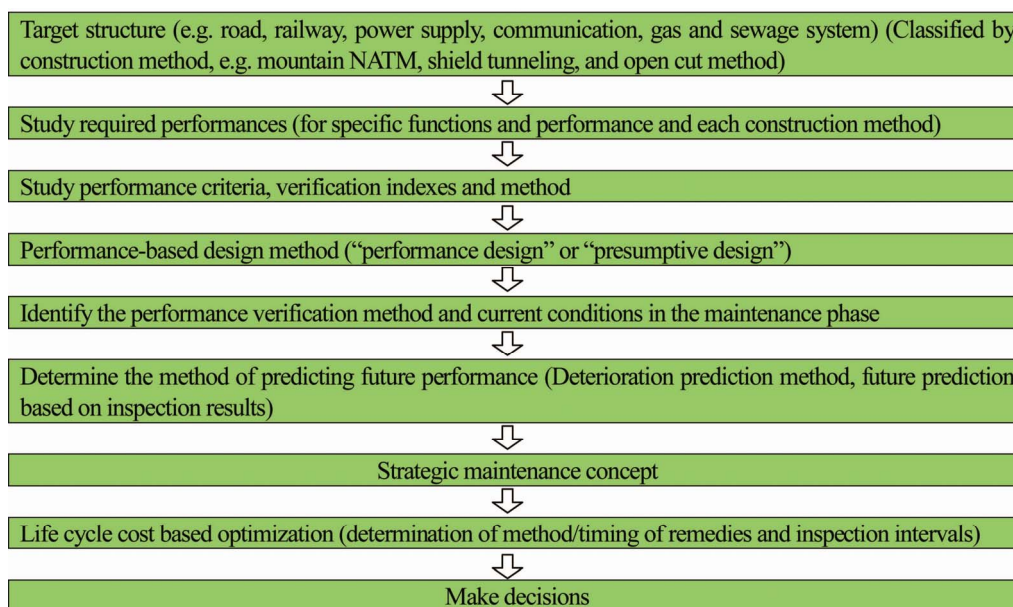 Target structure (e.g. road, railway, power supply, communication, gas and sewage system) (Classified by
construction method, e.g. mountain NATM, shield tunneling, and open cut method)
Study required performances (for specific functions and performance and each construction method)
Study performance criteria, verification indexes and method
Performance-based design method (“performance design” or “presumptive design”)
Identify the performance verification method and current conditions in the maintenance phase
Determine the method of predicting future performance (Deterioration prediction method, future prediction
based on inspection results)
Strategic maintenance concept
Life cycle cost based optimization (determination of method/timing of remedies and inspection intervals)
Make decisions